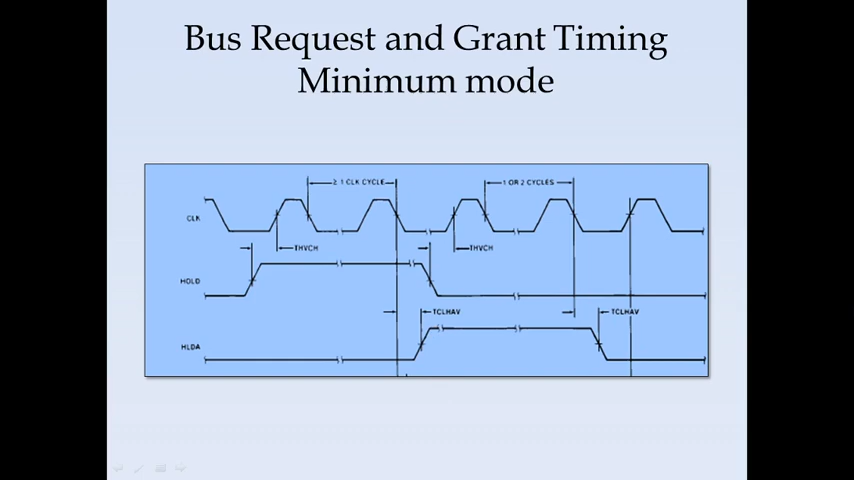 Bus Request and Grant Timing
Minimum mode
≥ 1 CLK CYCLE
1 OR 2 CYCLES
CLK
THVCH
THVCH
HOLD
TCLHAV
TCLHAV
HLDA